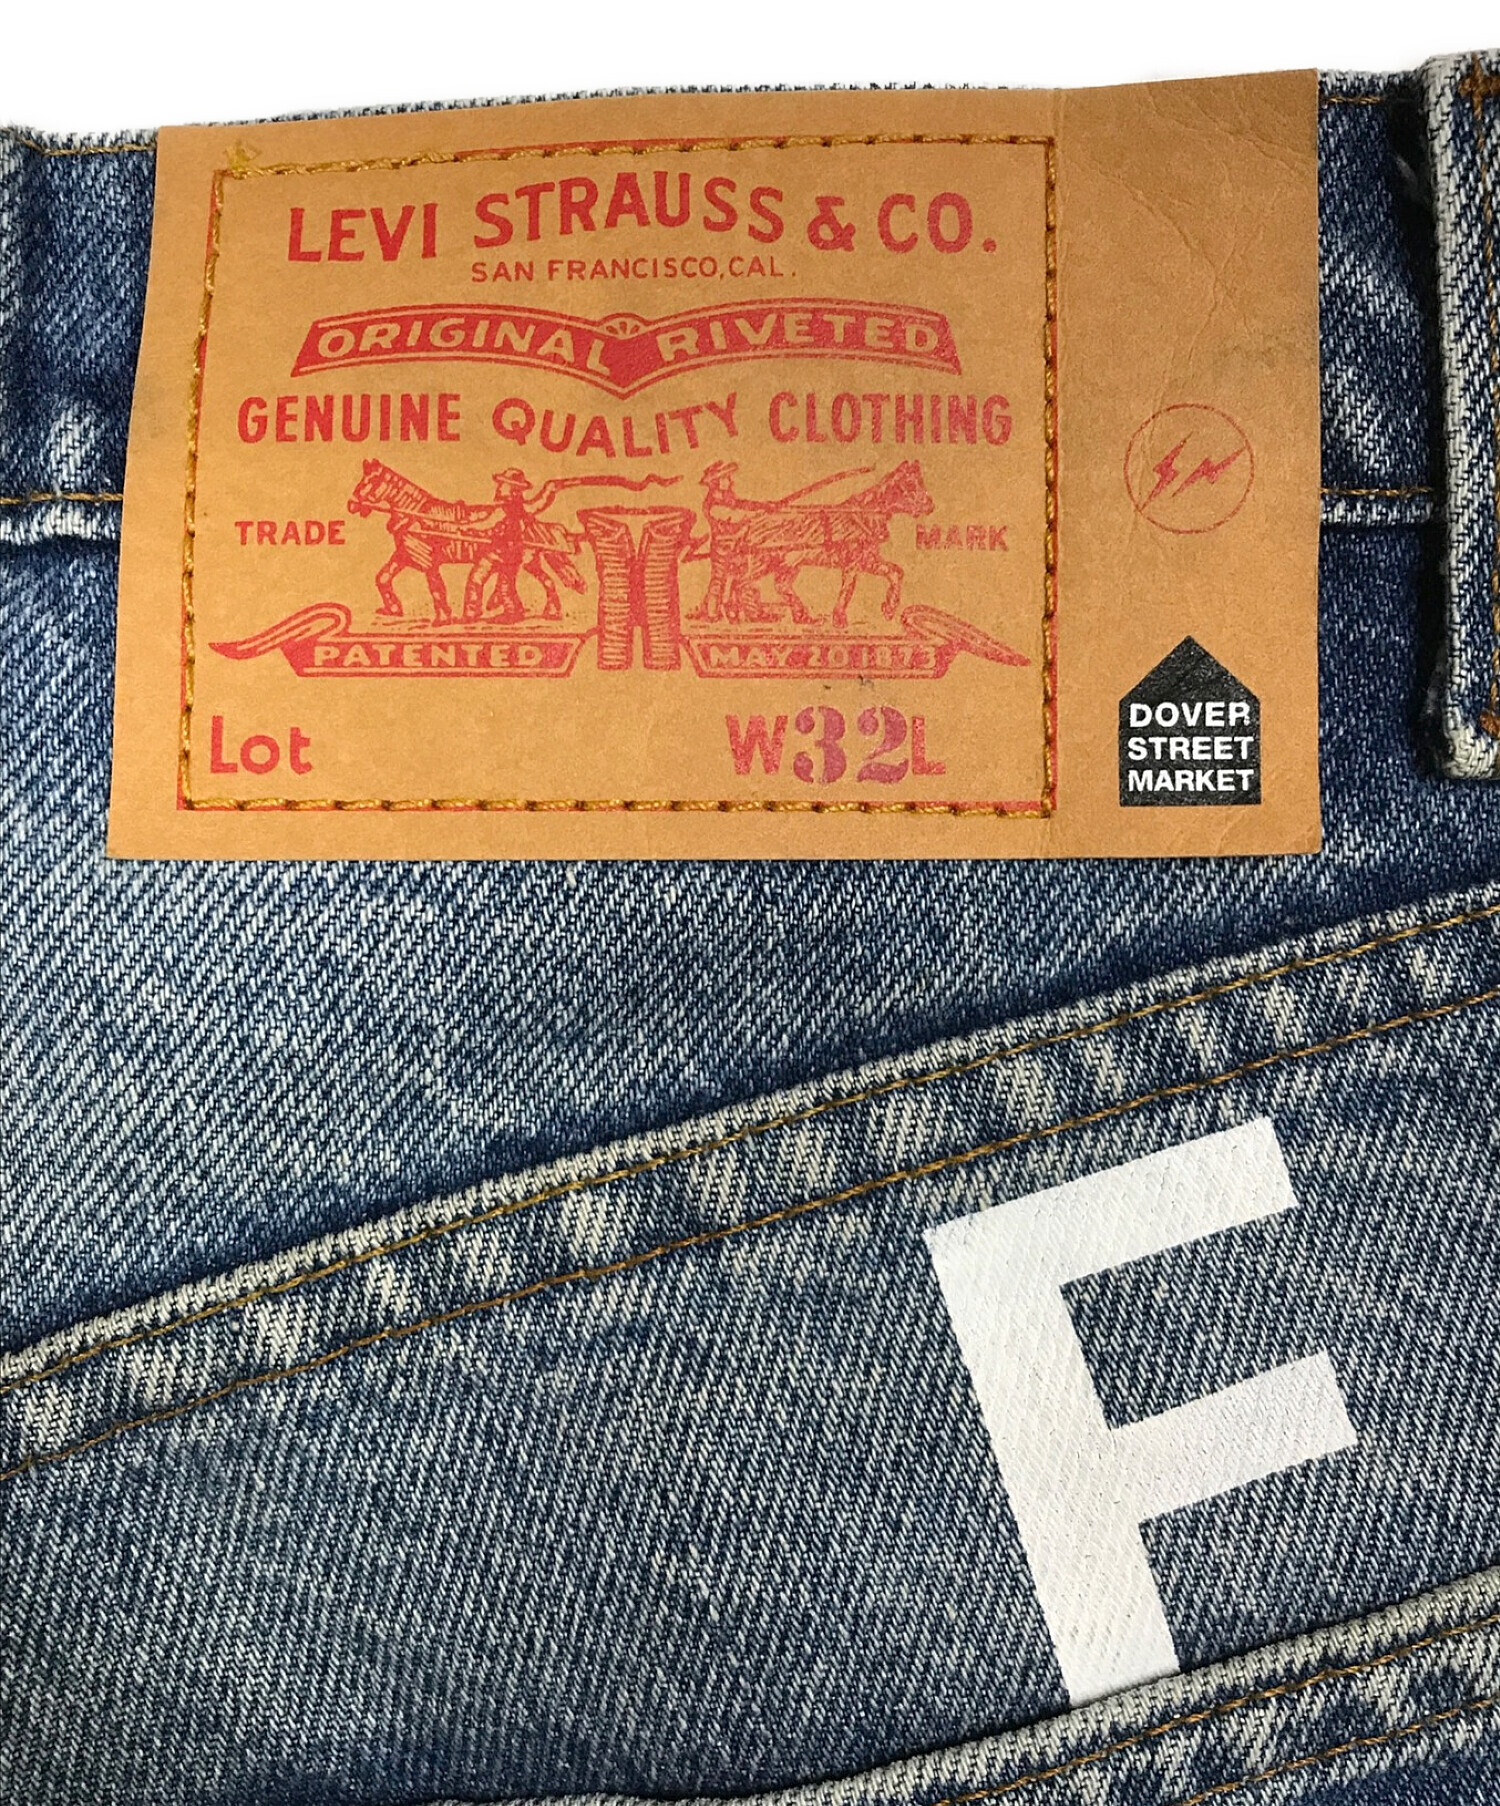 LEVI STRAUSS & CO.
SAN FRANCISCO, CAL.
ORIGINAL RIVETED
GENUINE QUALITY CLOTHING
TRADE MARK
PATENTED MAY 20 1873
Lot W32L
DOVER
STREET
MARKET
F